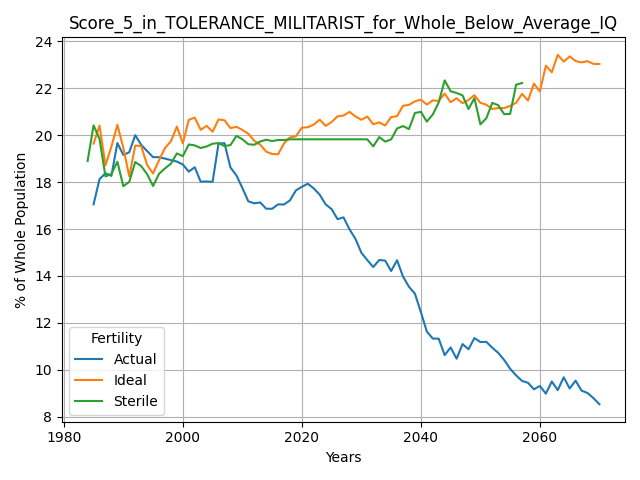 Score_5_in_TOLERANCE_MILITARIST_for_Whole_Below_Average_IQ
24
22
20
18
16
14
12
10
8
% of Whole Population
Fertility
Actual
Ideal
Sterile
1980
2000
2020
2040
2060
Years